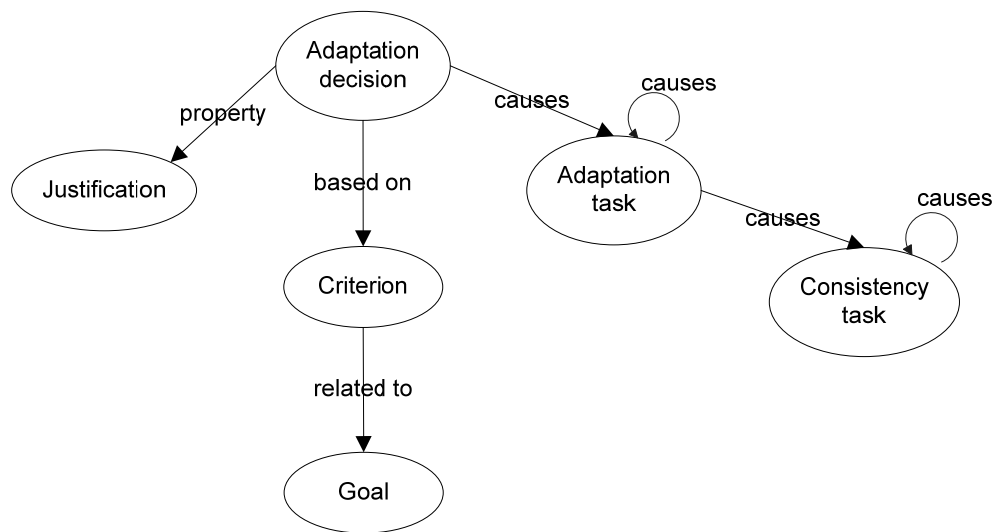 Adaptation
decision
causes
causes
property
Adaptation
task
Justification
based on
causes
causes
Criterion
Consistency
task
related to
Goal